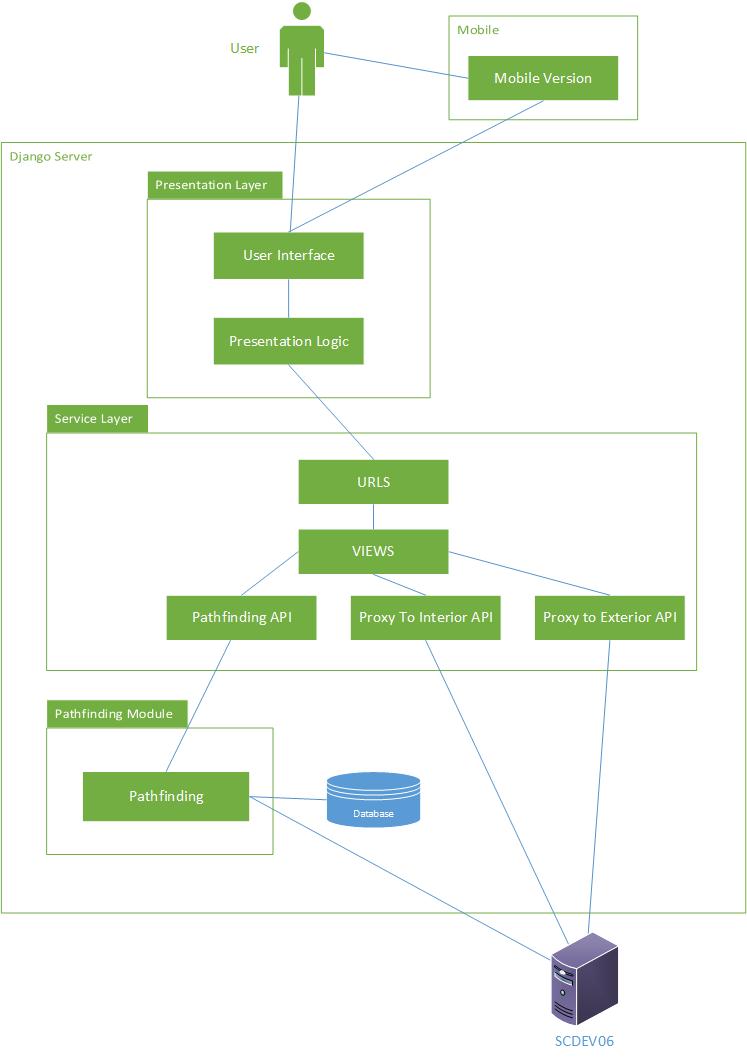 User
Mobile
Mobile Version
Django Server
Presentation Layer
User Interface
Presentation Logic
Service Layer
URLS
VIEWS
Pathfinding API
Proxy To Interior API
Proxy to Exterior API
Pathfinding Module
Pathfinding
Database
SCDEV06